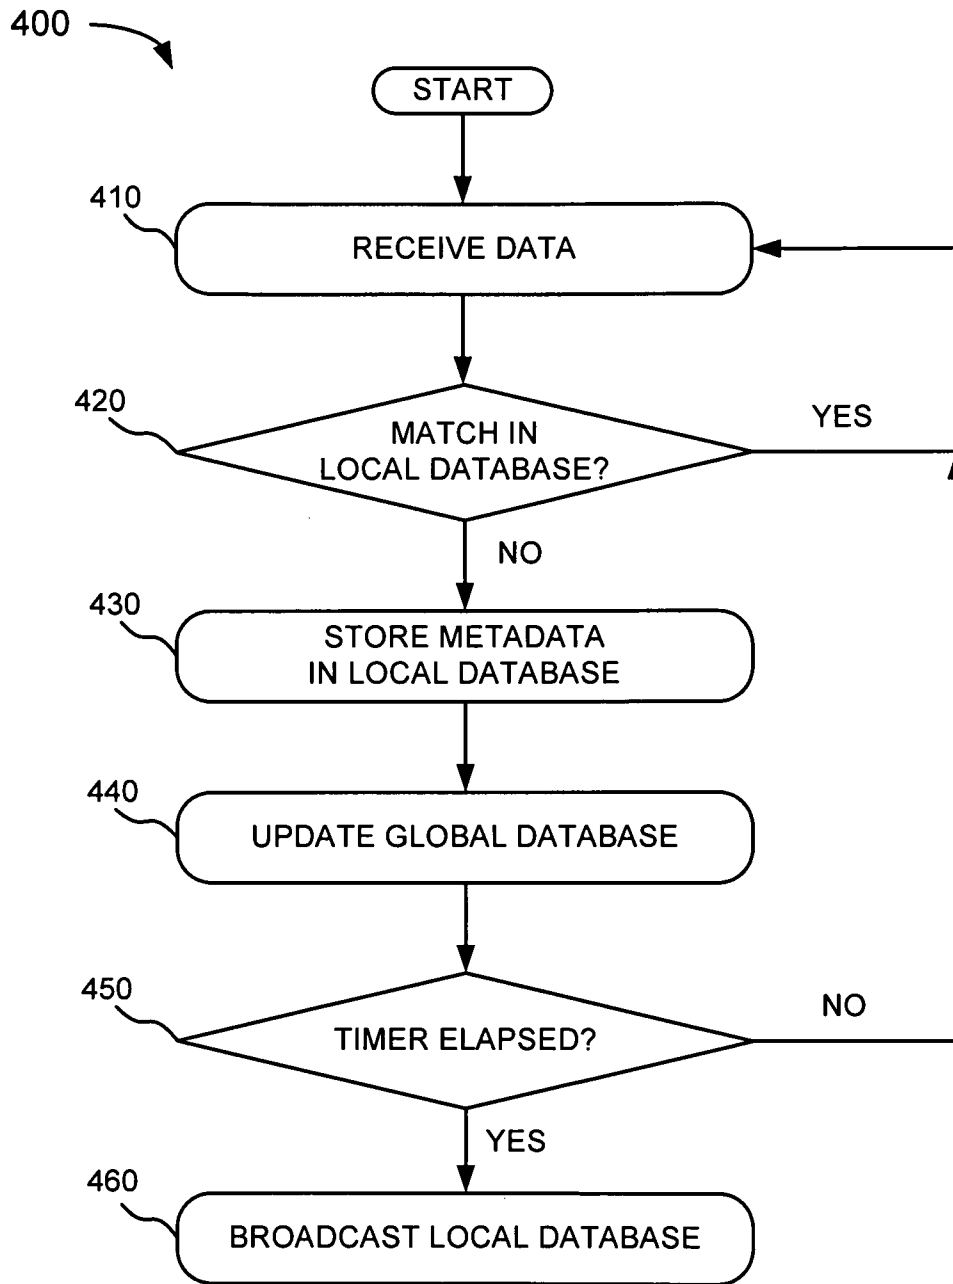 400
START
410
RECEIVE DATA
420
MATCH IN
LOCAL DATABASE?
YES
NO
430
STORE METADATA
IN LOCAL DATABASE
440
UPDATE GLOBAL DATABASE
450
TIMER ELAPSED?
NO
YES
460
BROADCAST LOCAL DATABASE